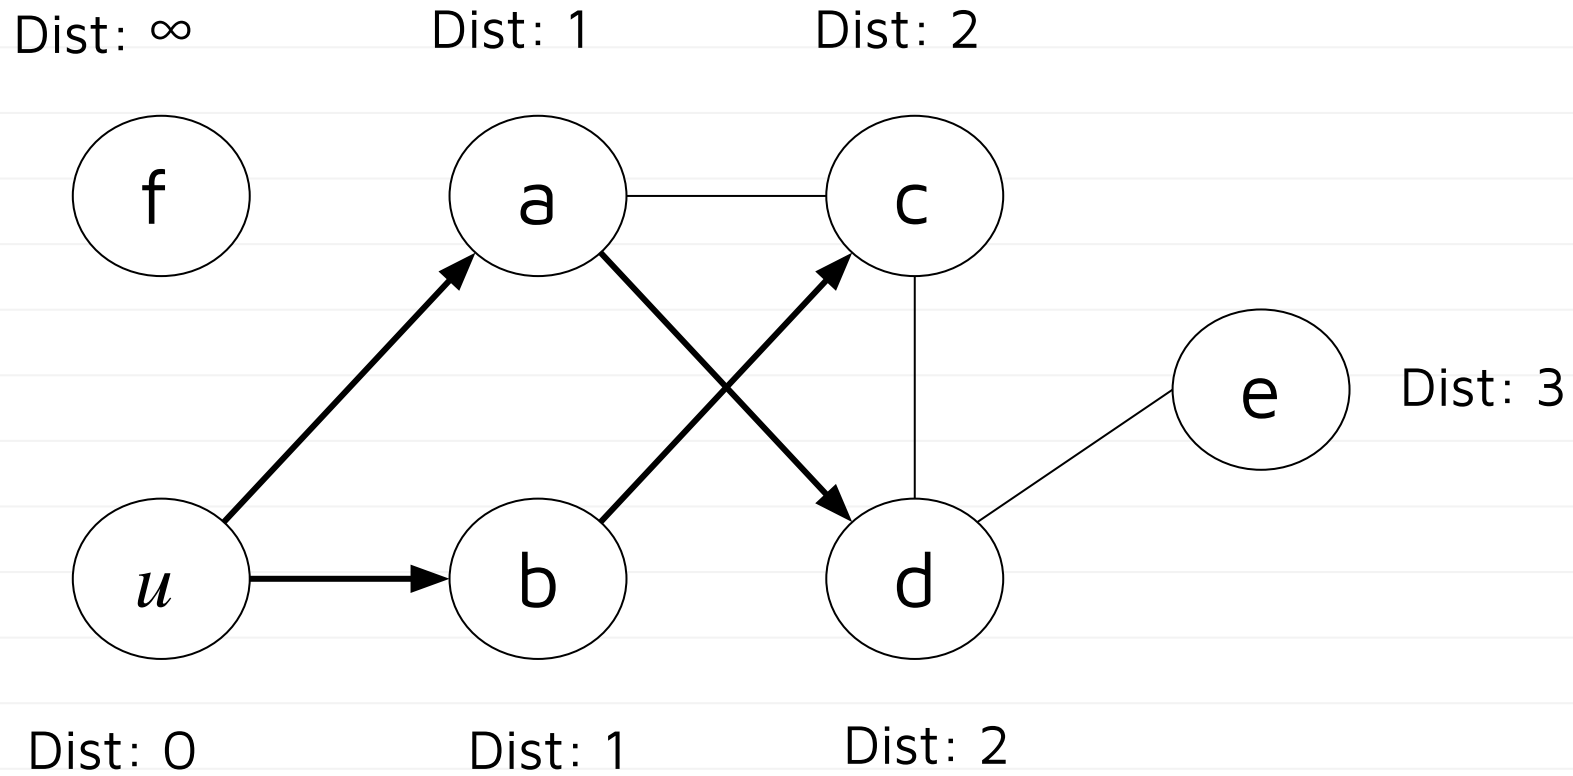 Dist: ∞
Dist: 1
Dist: 2
f
a
c
e
Dist: 3
u
b
d
Dist: 0
Dist: 1
Dist: 2